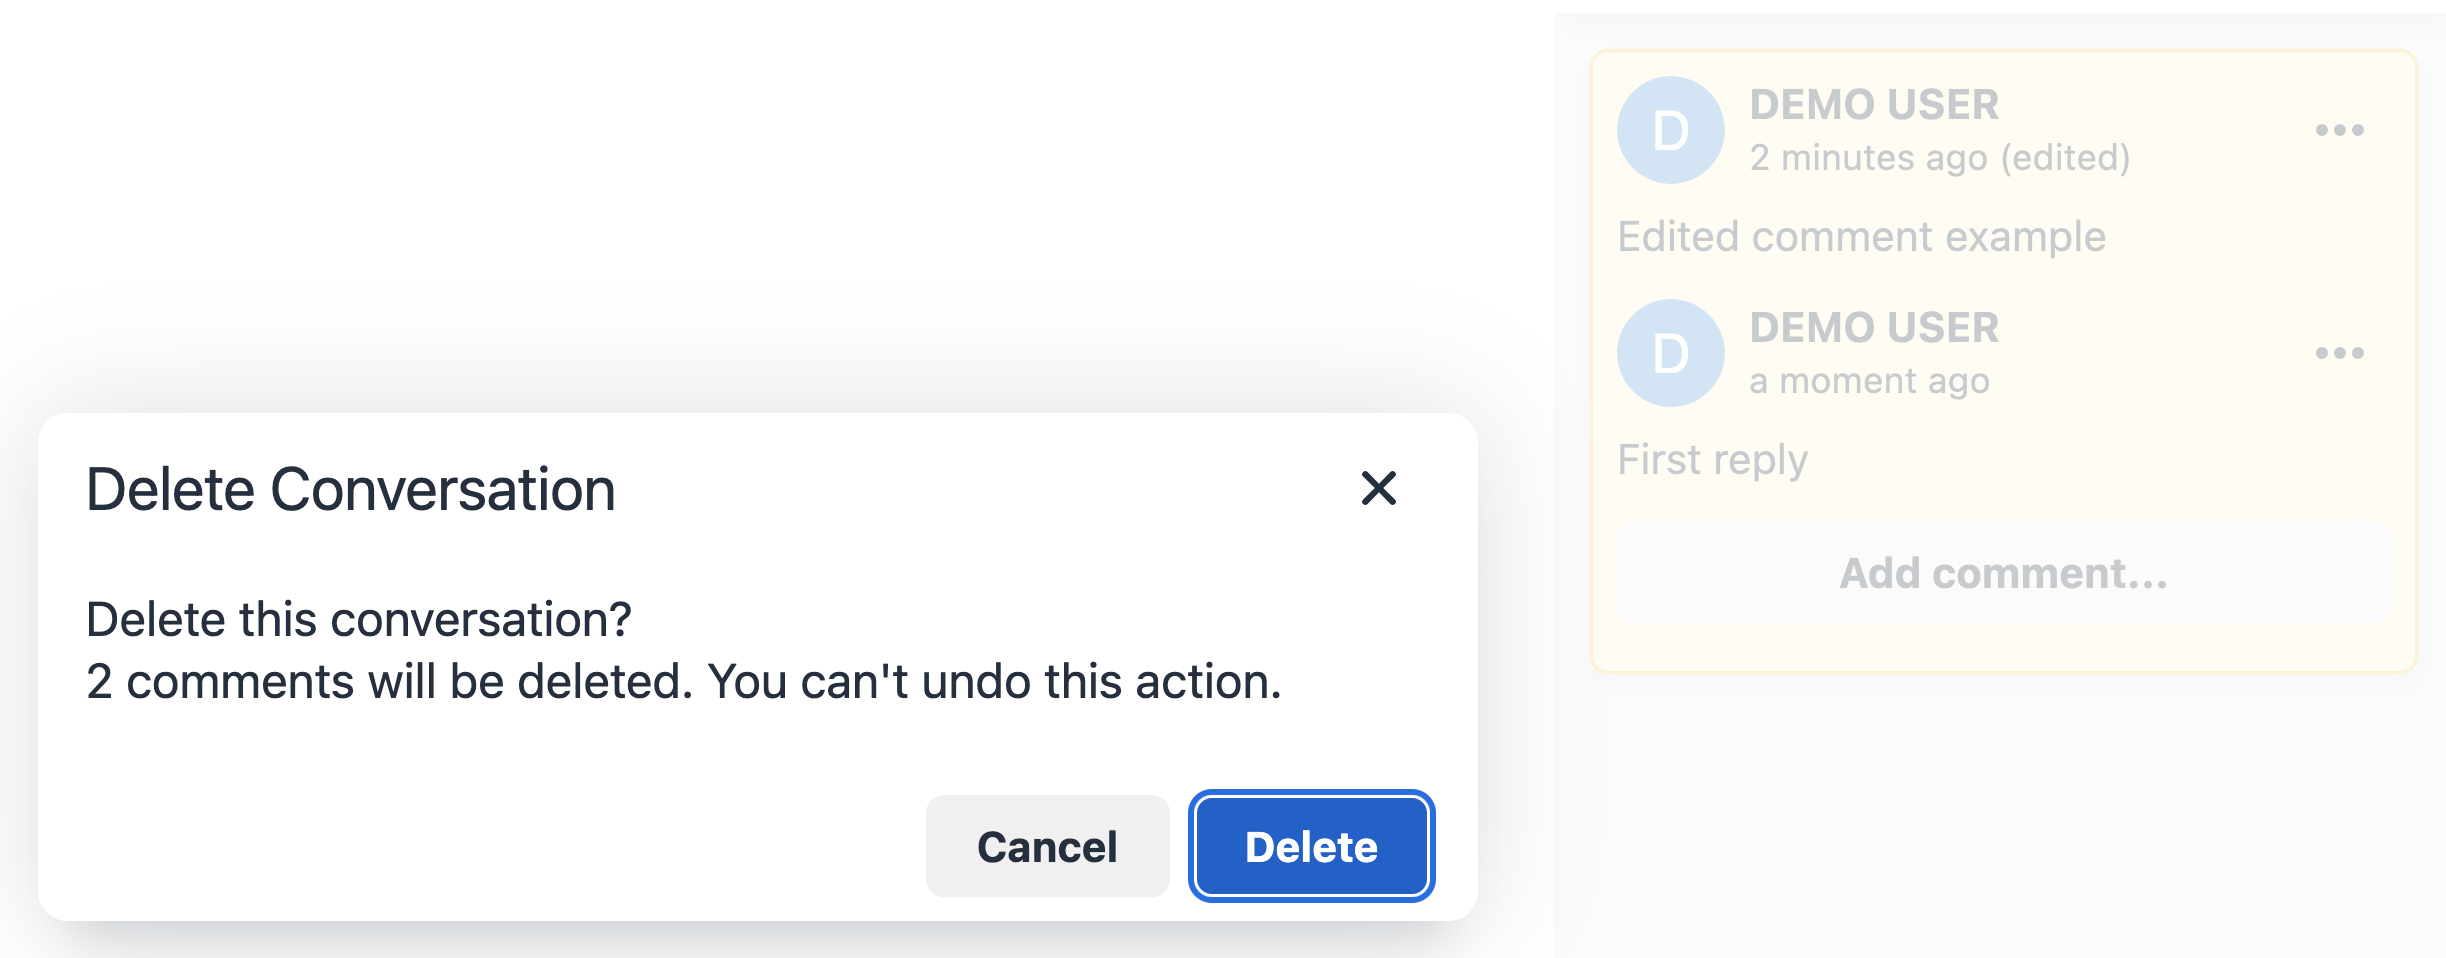 Delete Conversation
Delete this conversation?
2 comments will be deleted. You can't undo this action.
Cancel
Delete
D
DEMO USER
2 minutes ago (edited)
Edited comment example
D
DEMO USER
a moment ago
First reply
Add comment...